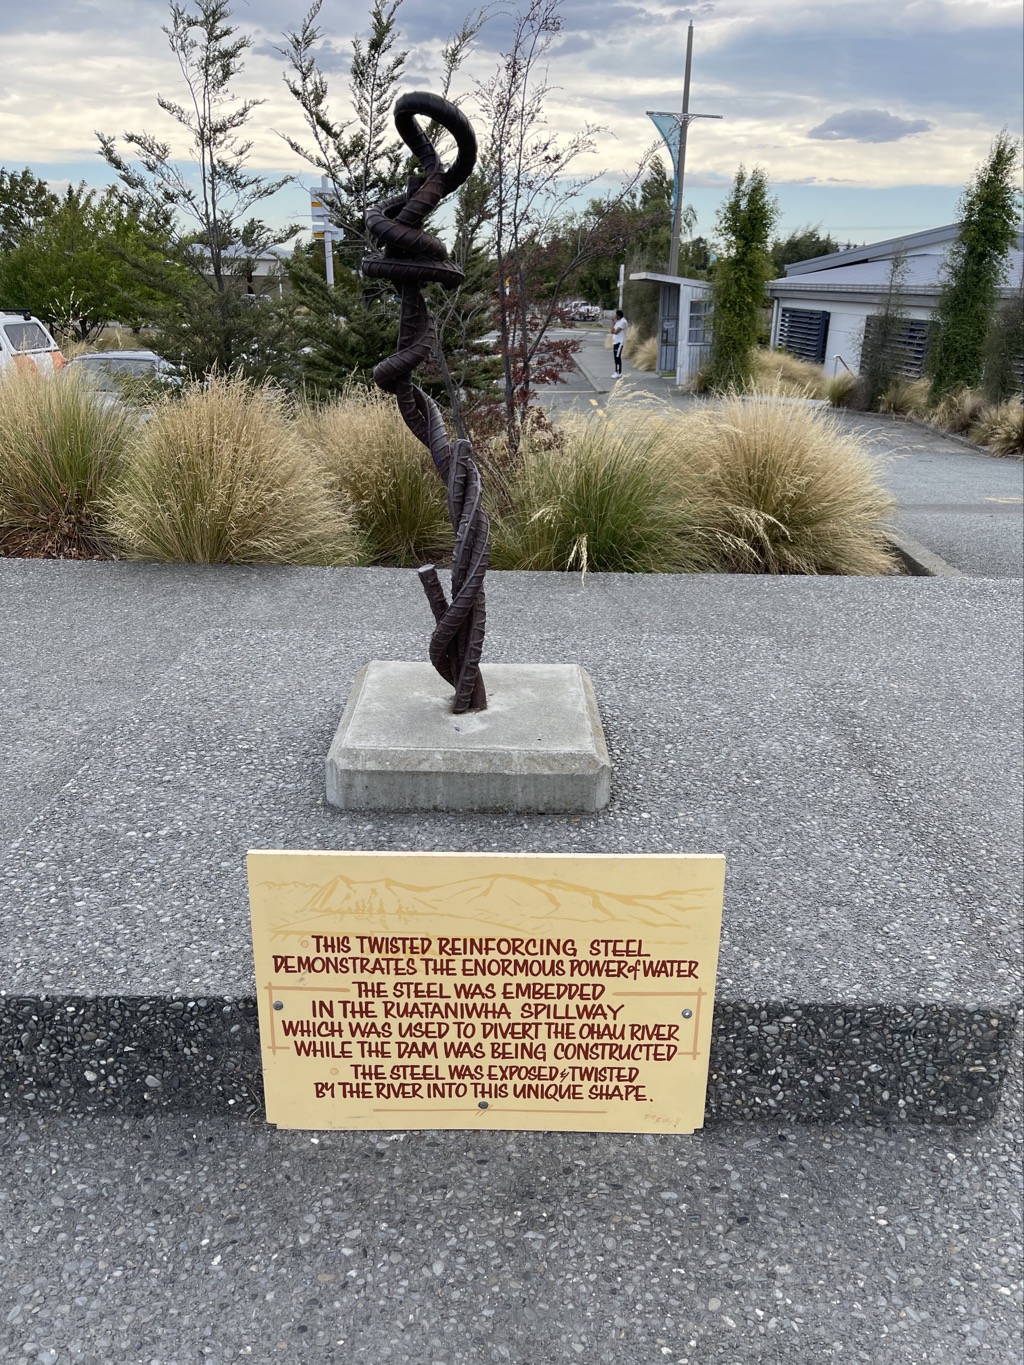 THIS TWISTED REINFORCING STEEL
DEMONSTRATES THE ENORMOUS POWER of WATER
THE STEEL WAS EMBEDDED
IN THE RUATANIWHA SPILLWAY
WHICH WAS USED TO DIVERT THE OHAU RIVER
WHILE THE DAM WAS BEING CONSTRUCTED
THE STEEL WAS EXPOSED & TWISTED
BY THE RIVER INTO THIS UNIQUE SHAPE.